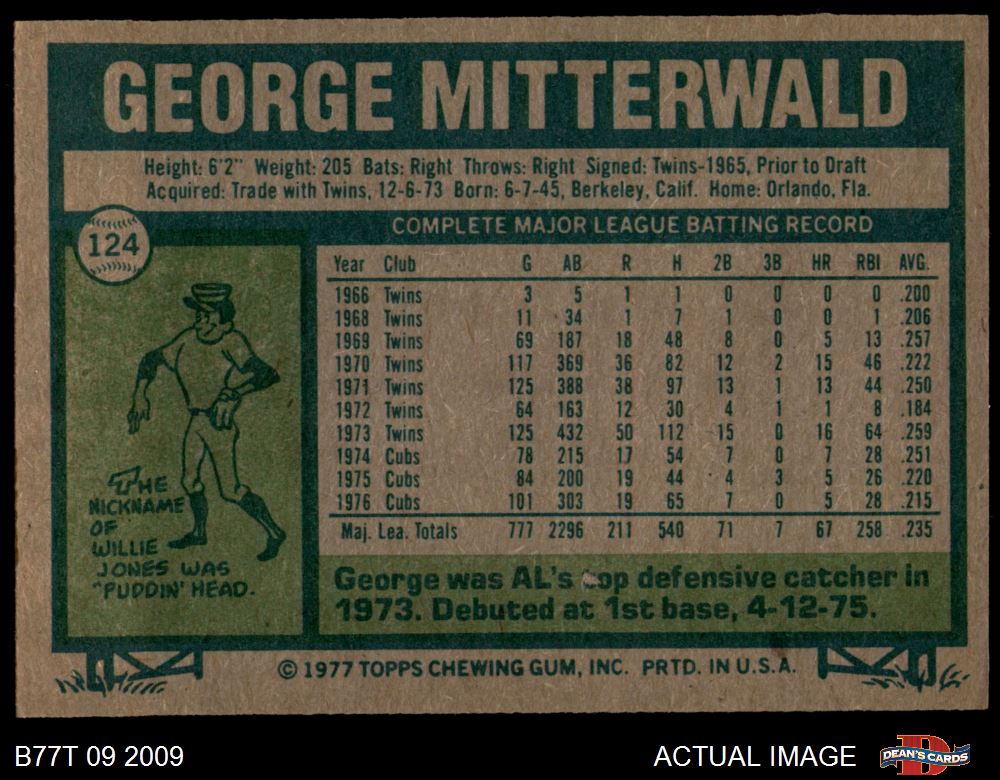 GEORGE MITTERWALD
Height: 6'2" Weight: 205 Bats: Right Throws: Right Signed: Twins-1965, Prior to Draft
Acquired: Trade with Twins, 12-6-73 Born: 6-7-45, Berkeley, Calif. Home: Orlando, Fla.
124
COMPLETE MAJOR LEAGUE BATTING RECORD
Year Club G AB R H 2B 3B HR RBI AVG.
1966 Twins 3 5 1 1 0 0 0 0 .200
1968 Twins 11 34 1 7 1 0 0 1 .206
1969 Twins 69 187 18 48 8 0 5 13 .257
1970 Twins 117 369 36 82 12 2 15 46 .222
1971 Twins 125 388 38 97 13 1 13 44 .250
1972 Twins 64 163 12 30 4 1 1 8 .184
1973 Twins 125 432 50 112 15 0 16 64 .259
1974 Cubs 78 215 17 54 7 0 7 28 .251
1975 Cubs 84 200 19 44 4 3 5 26 .220
1976 Cubs 101 303 19 65 7 0 5 28 .215
Maj. Lea. Totals 777 2296 211 540 71 7 67 258 .235
THE
NICKNAME
OF
WILLIE
JONES WAS
"PUDDIN' HEAD.
George was AL's top defensive catcher in
1973. Debuted at 1st base, 4-12-75.
© 1977 TOPPS CHEWING GUM, INC. PRTD. IN U.S.A.
B77T 09 2009
ACTUAL IMAGE
DEAN'S CARDS